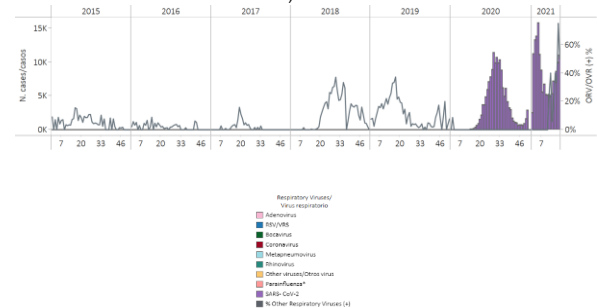 2015 2016 2017 2018 2019 2020 2021
15K
10K
5K
0K
N. cases/casos
60%
40%
20%
0%
ORV/OVR (+) %
7 20 33 46 7 20 33 46 7 20 33 46 7 20 33 46 7 20 33 46 7 20 33 46 7
Respiratory Viruses/
Virus respiratorio
Adenovirus
RSV/VRS
Bocavirus
Coronavirus
Metapneumovirus
Rhinovirus
Other viruses/Otros virus
Parainfluenza*
SARS- CoV-2
% Other Respiratory Viruses (+)